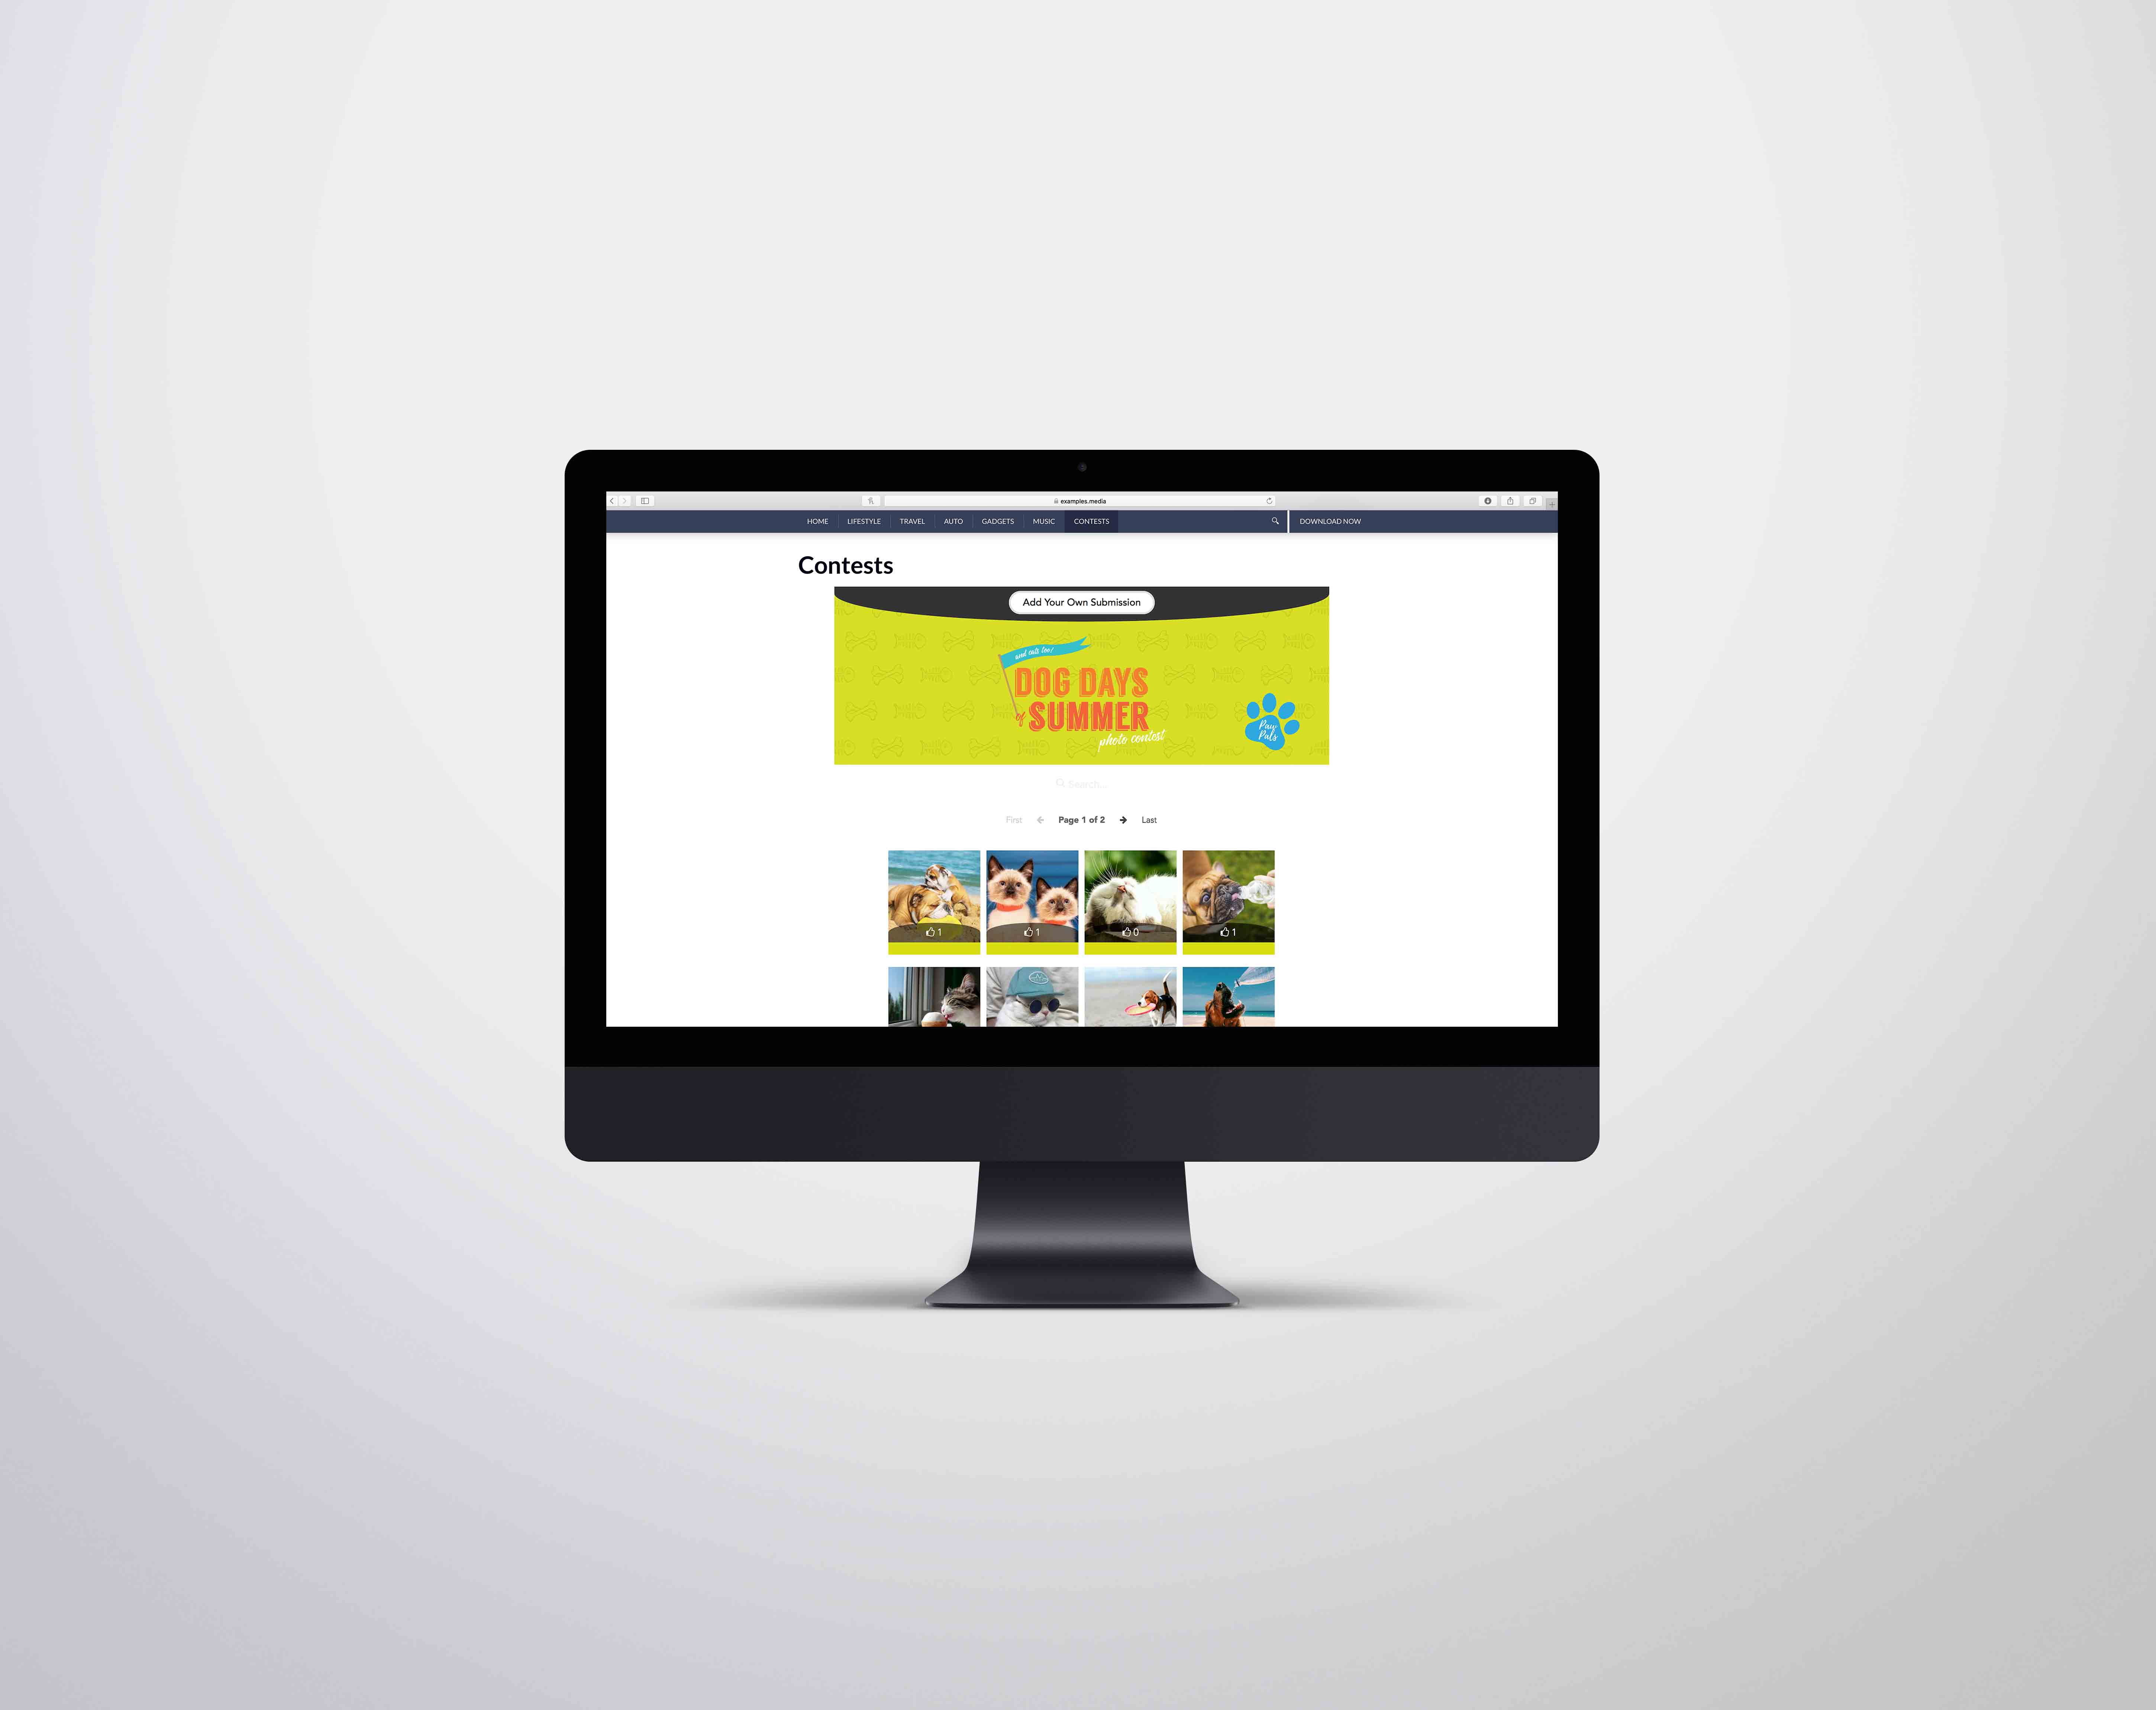 examples.media
HOME LIFESTYLE TRAVEL AUTO GADGETS MUSIC CONTESTS DOWNLOAD NOW
Contests
Add Your Own Submission
and cats too!
DOG DAYS
of SUMMER
photo contest
Paw
Pals
Search...
First Page 1 of 2 Last
1 1 0 1